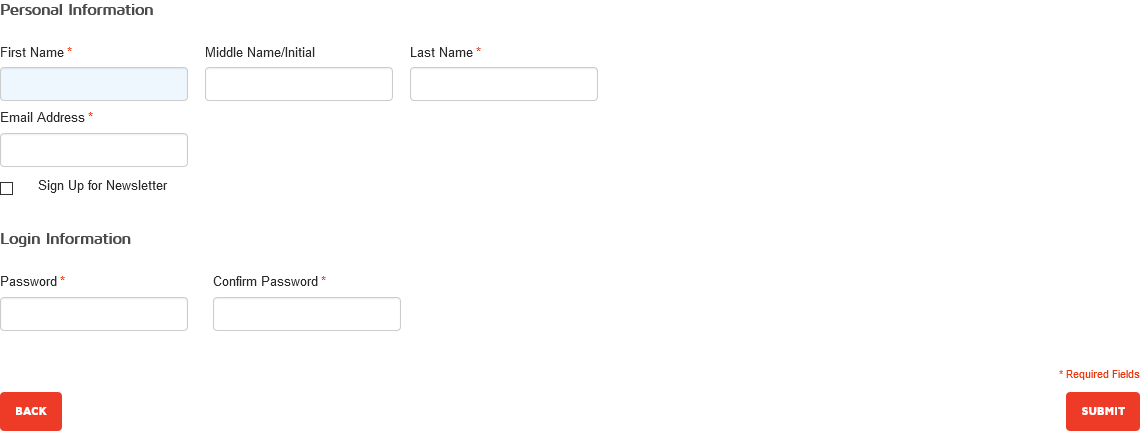 Personal Information
First Name * Middle Name/Initial Last Name *
Email Address *
Sign Up for Newsletter
Login Information
Password * Confirm Password *
* Required Fields
BACK SUBMIT